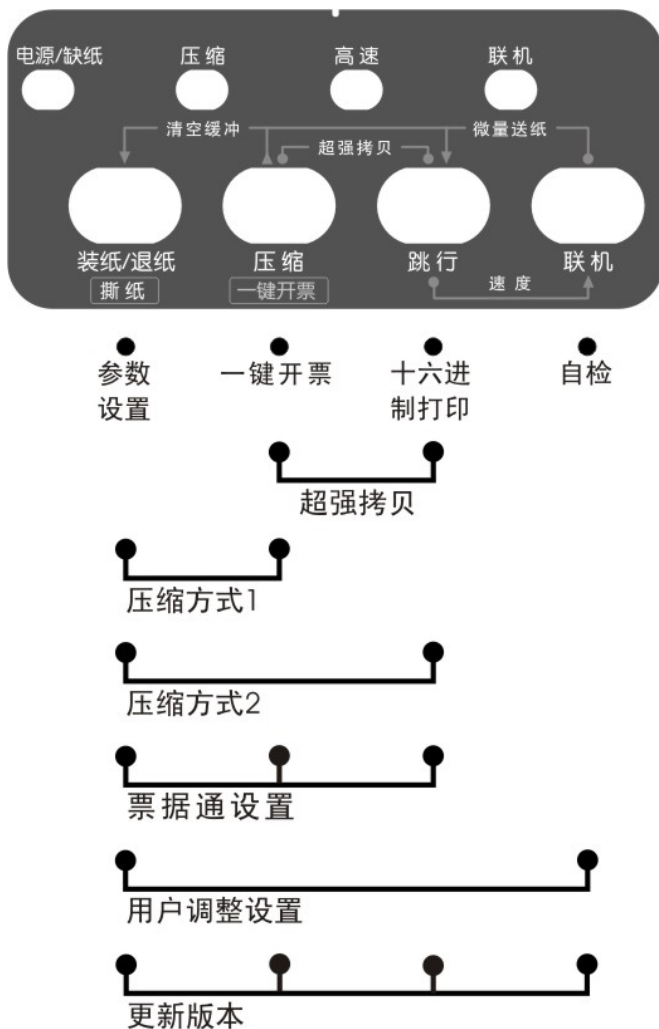 电源/缺纸 压缩 高速 联机
清空缓冲 微量送纸
超强拷贝
装纸/退纸 压缩 跳行 联机
撕纸 一键开票 速度
参数设置 一键开票 十六进制打印 自检
超强拷贝
压缩方式1
压缩方式2
票据通设置
用户调整设置
更新版本